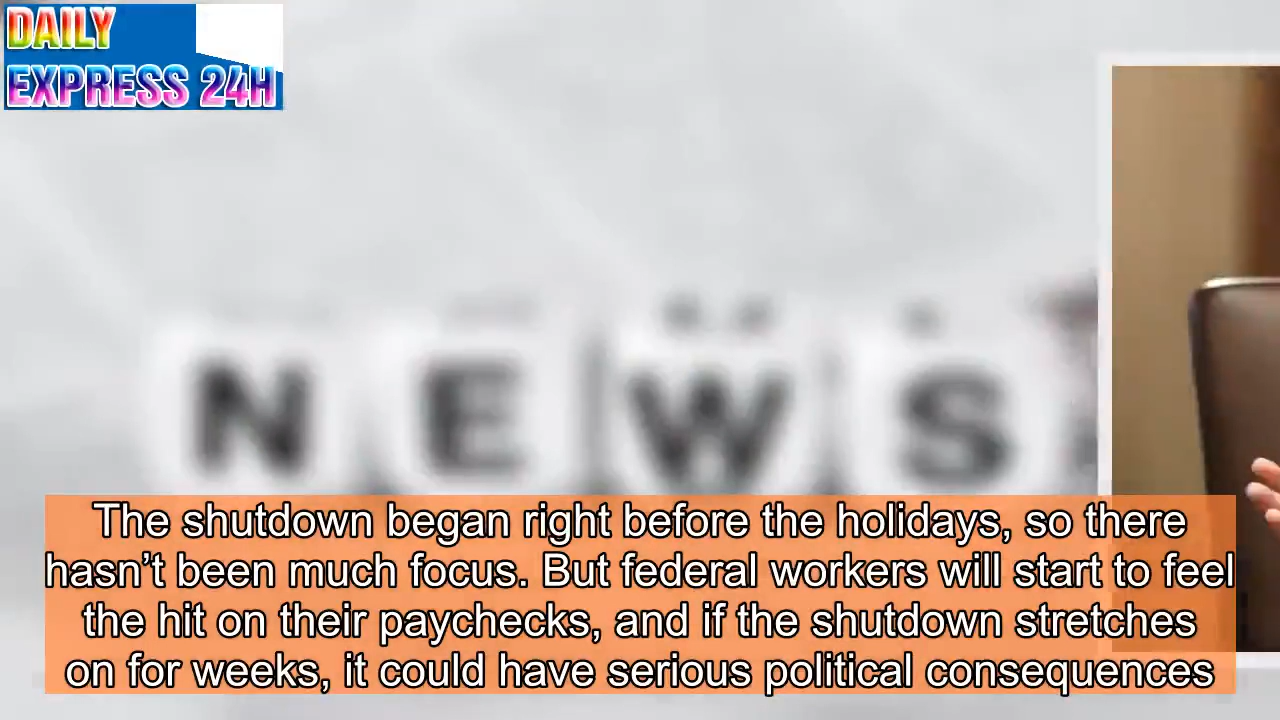 DAILY
EXPRESS 24H
NEWS
The shutdown began right before the holidays, so there
hasn’t been much focus. But federal workers will start to feel
the hit on their paychecks, and if the shutdown stretches
on for weeks, it could have serious political consequences